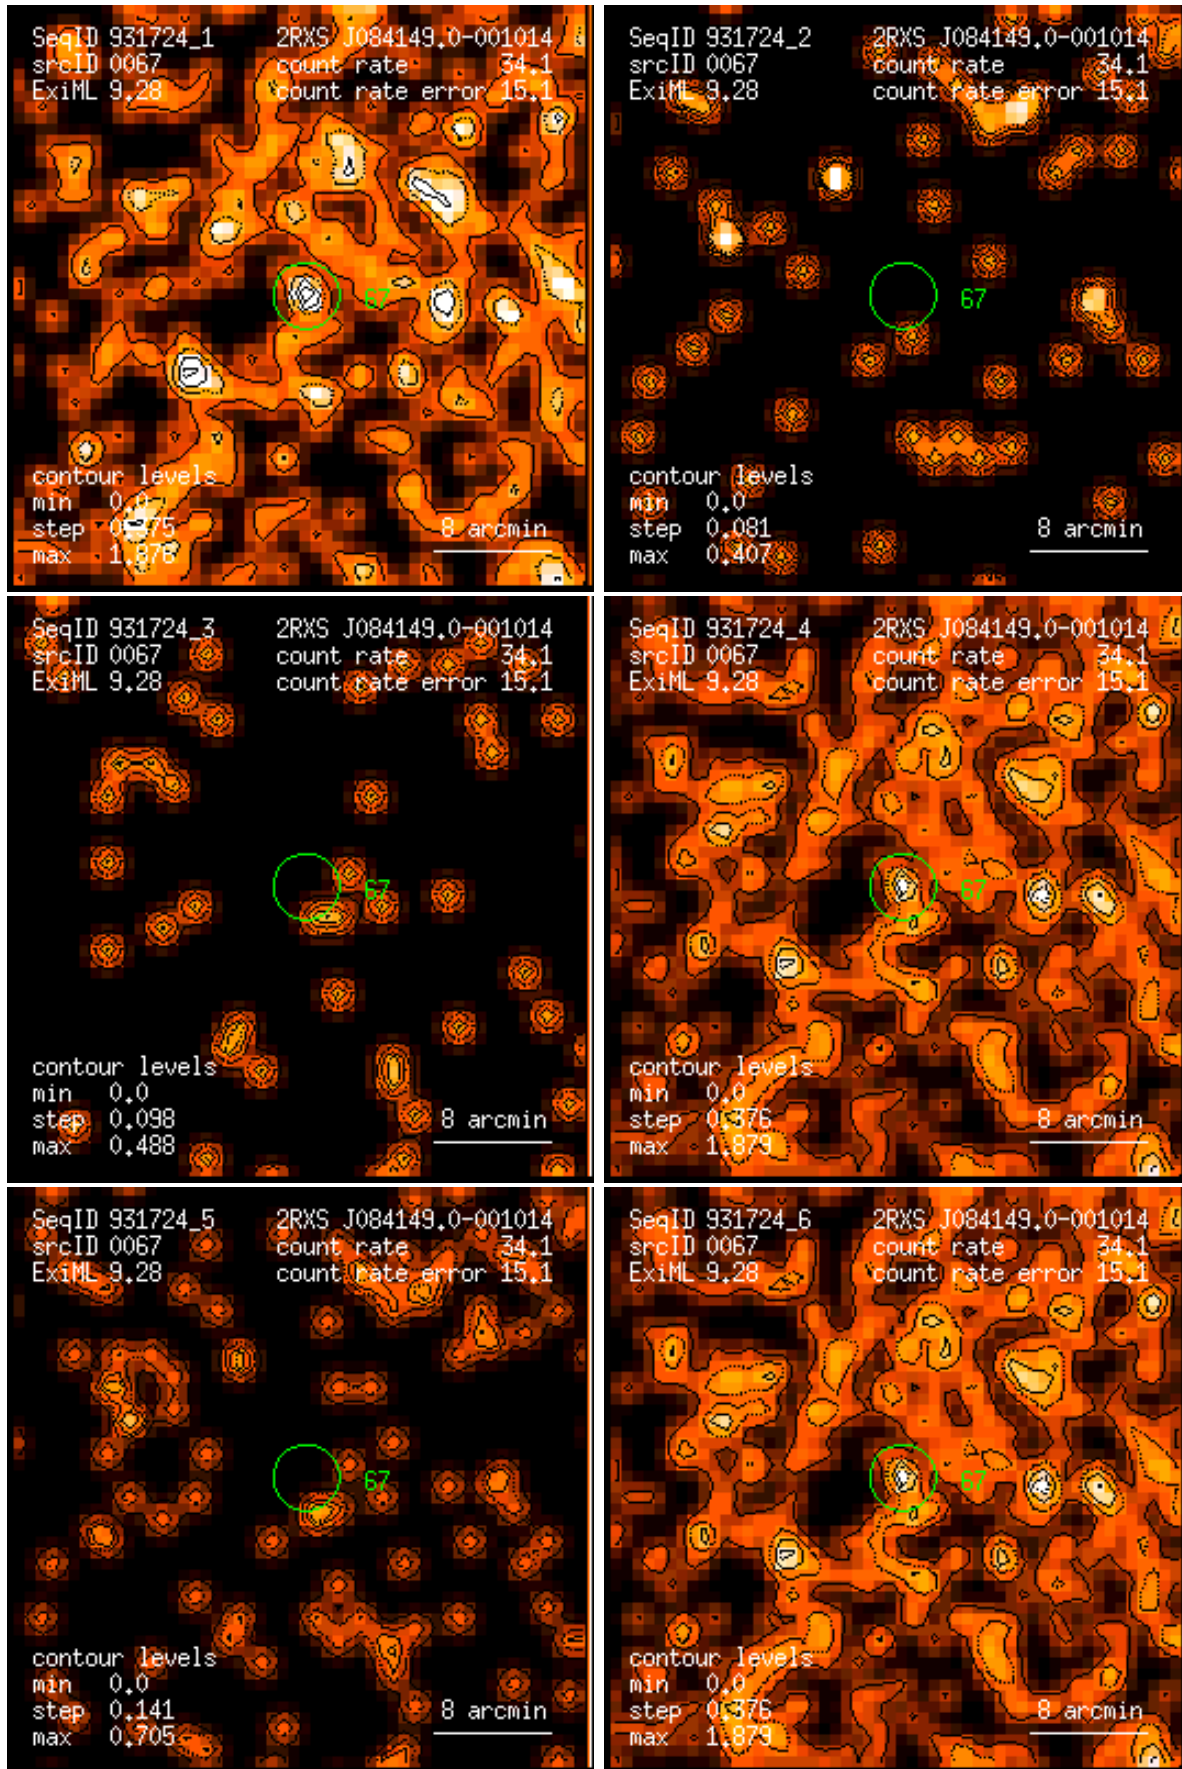 SeqID 931724_1 2RXS J084149.0-001014
srcID 0067 count rate 34.1
ExiML 9.28 count rate error 15.1
67
contour levels
min 0.0
step 0.375
max 1.876
8 arcmin
SeqID 931724_2 2RXS J084149.0-001014
srcID 0067 count rate 34.1
ExiML 9.28 count rate error 15.1
67
contour levels
min 0.0
step 0.081
max 0.407
8 arcmin
SeqID 931724_3 2RXS J084149.0-001014
srcID 0067 count rate 34.1
ExiML 9.28 count rate error 15.1
67
contour levels
min 0.0
step 0.098
max 0.488
8 arcmin
SeqID 931724_4 2RXS J084149.0-001014
srcID 0067 count rate 34.1
ExiML 9.28 count rate error 15.1
67
contour levels
min 0.0
step 0.376
max 1.879
8 arcmin
SeqID 931724_5 2RXS J084149.0-001014
srcID 0067 count rate 34.1
ExiML 9.28 count rate error 15.1
67
contour levels
min 0.0
step 0.141
max 0.705
8 arcmin
SeqID 931724_6 2RXS J084149.0-001014
srcID 0067 count rate 34.1
ExiML 9.28 count rate error 15.1
67
contour levels
min 0.0
step 0.376
max 1.879
8 arcmin